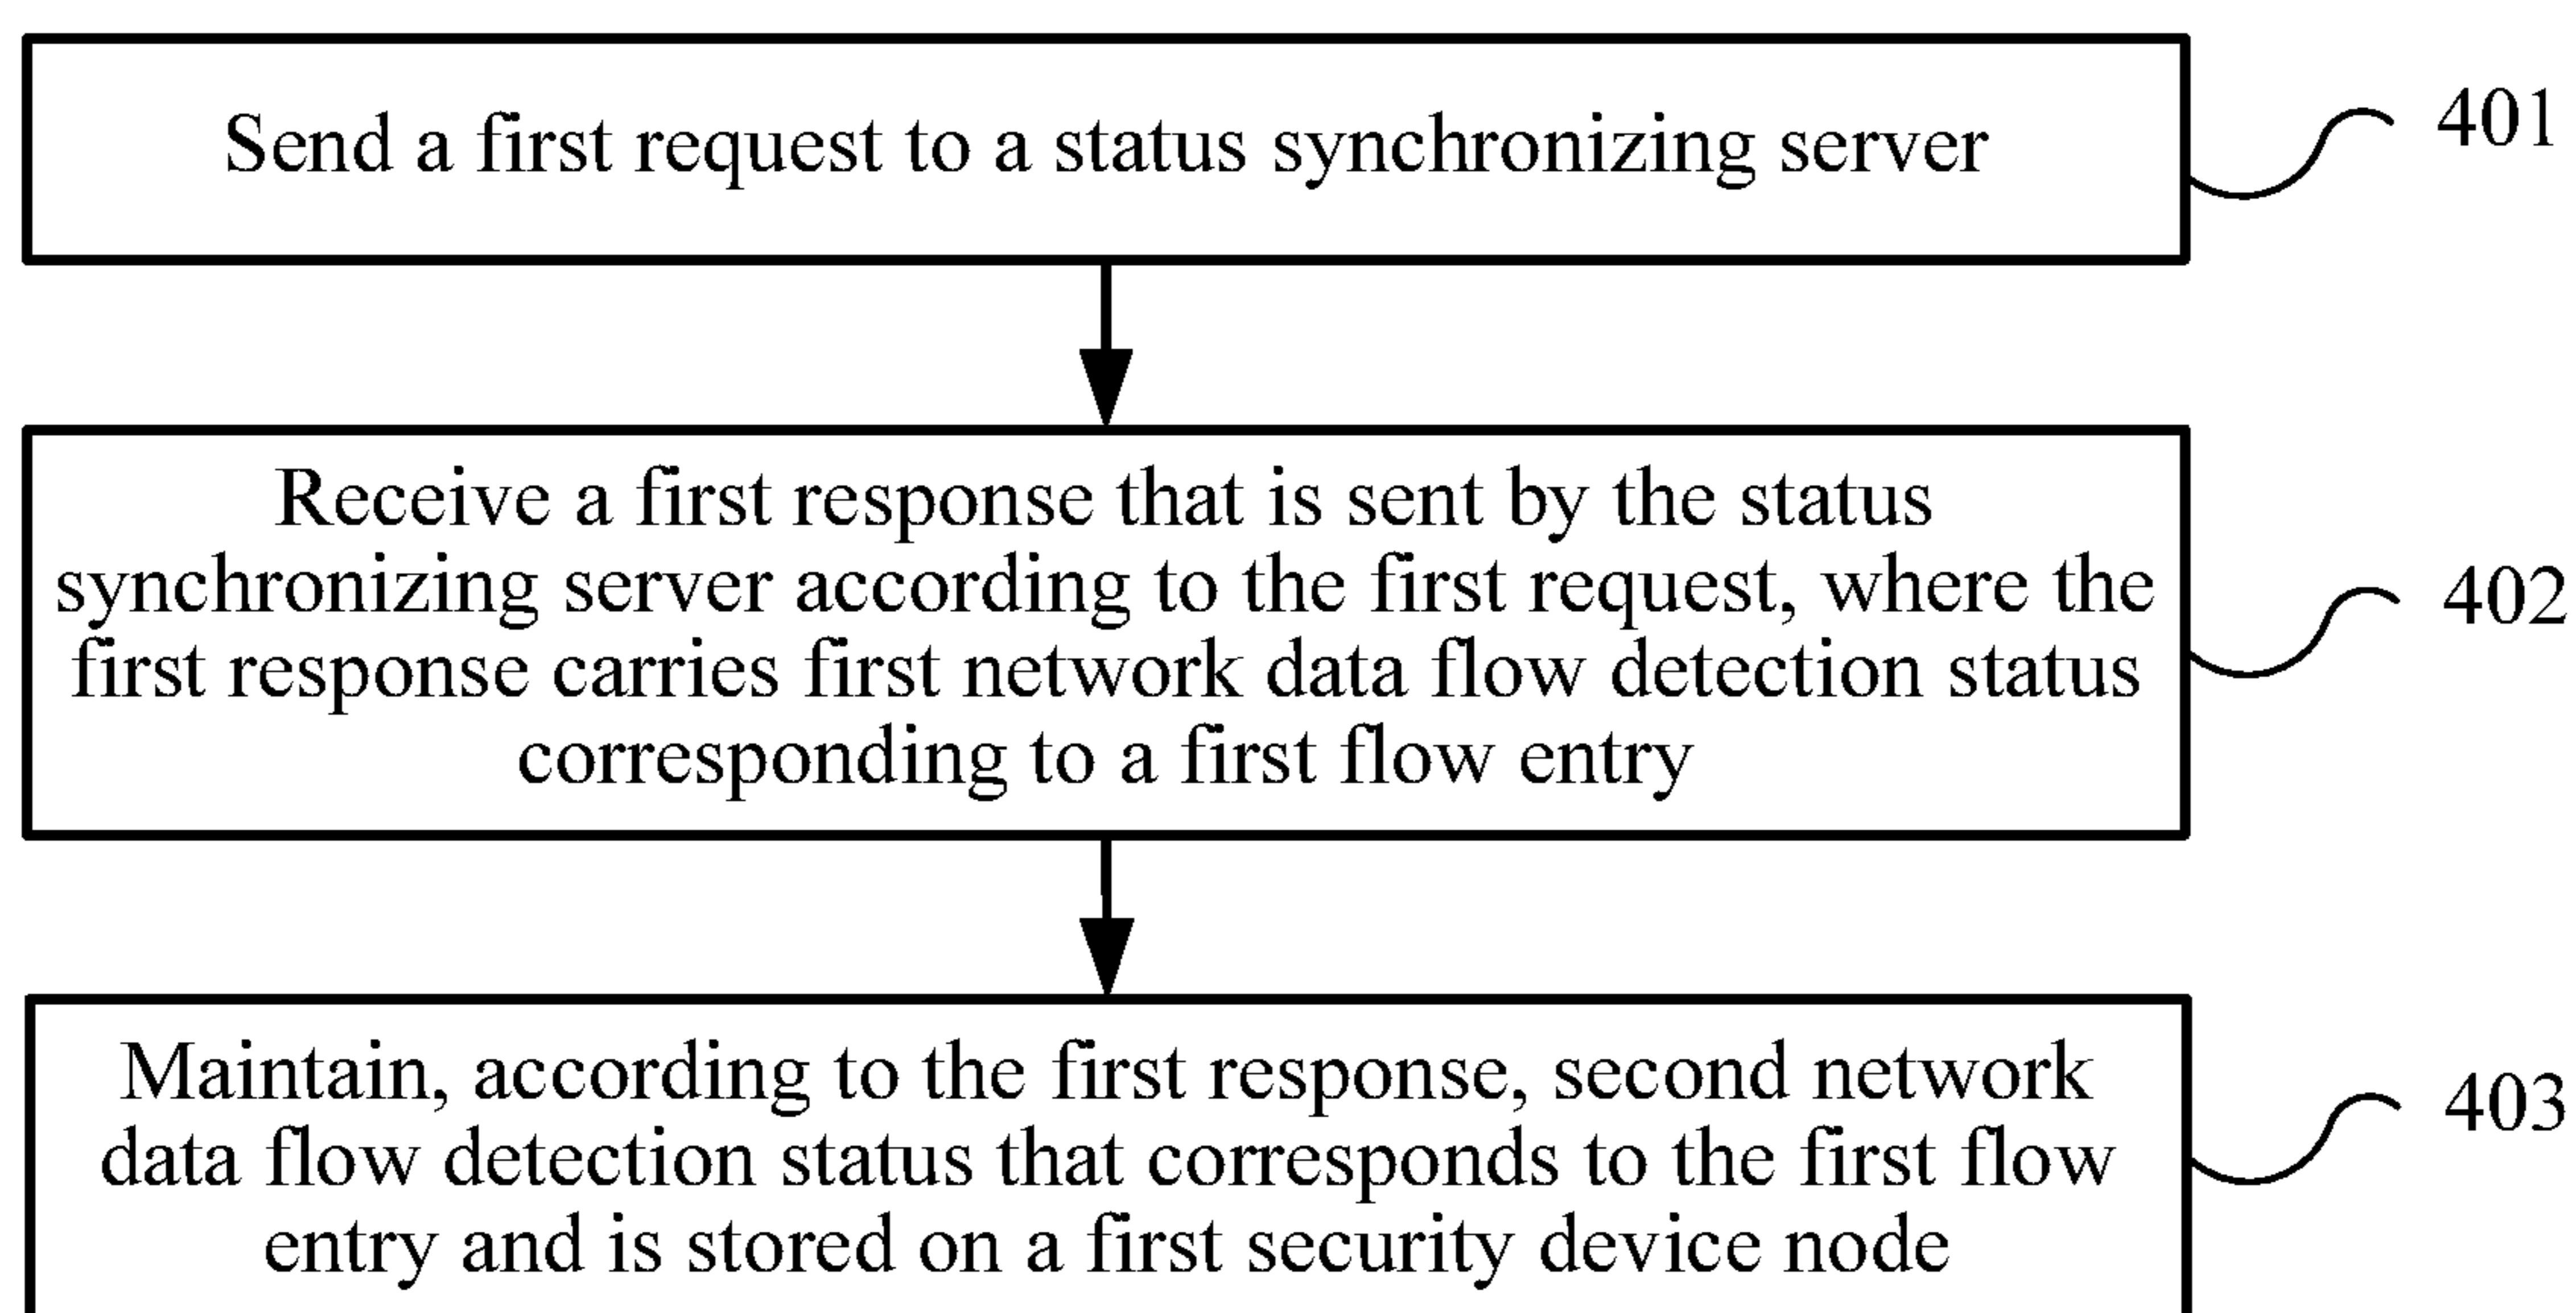 Send a first request to a status synchronizing server
401
Receive a first response that is sent by the status
synchronizing server according to the first request, where the
first response carries first network data flow detection status
corresponding to a first flow entry
402
Maintain, according to the first response, second network
data flow detection status that corresponds to the first flow
entry and is stored on a first security device node
403